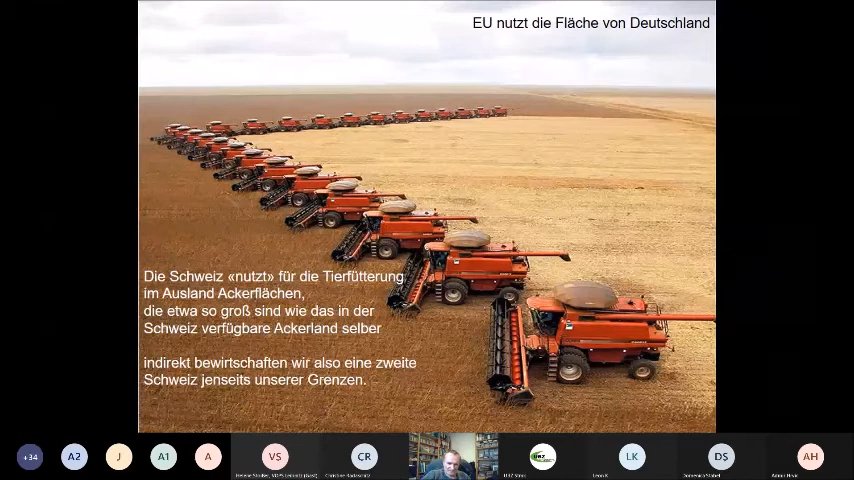 EU nutzt die Fläche von Deutschland
Die Schweiz «nutzt» für die Tierfütterung
im Ausland Ackerflächen,
die etwa so groß sind wie das in der
Schweiz verfügbare Ackerland selber
indirekt bewirtschaften wir also eine zweite
Schweiz jenseits unserer Grenzen.
+34
A2
J
A1
A
VS
CR
UBZ
LK
DS
AH